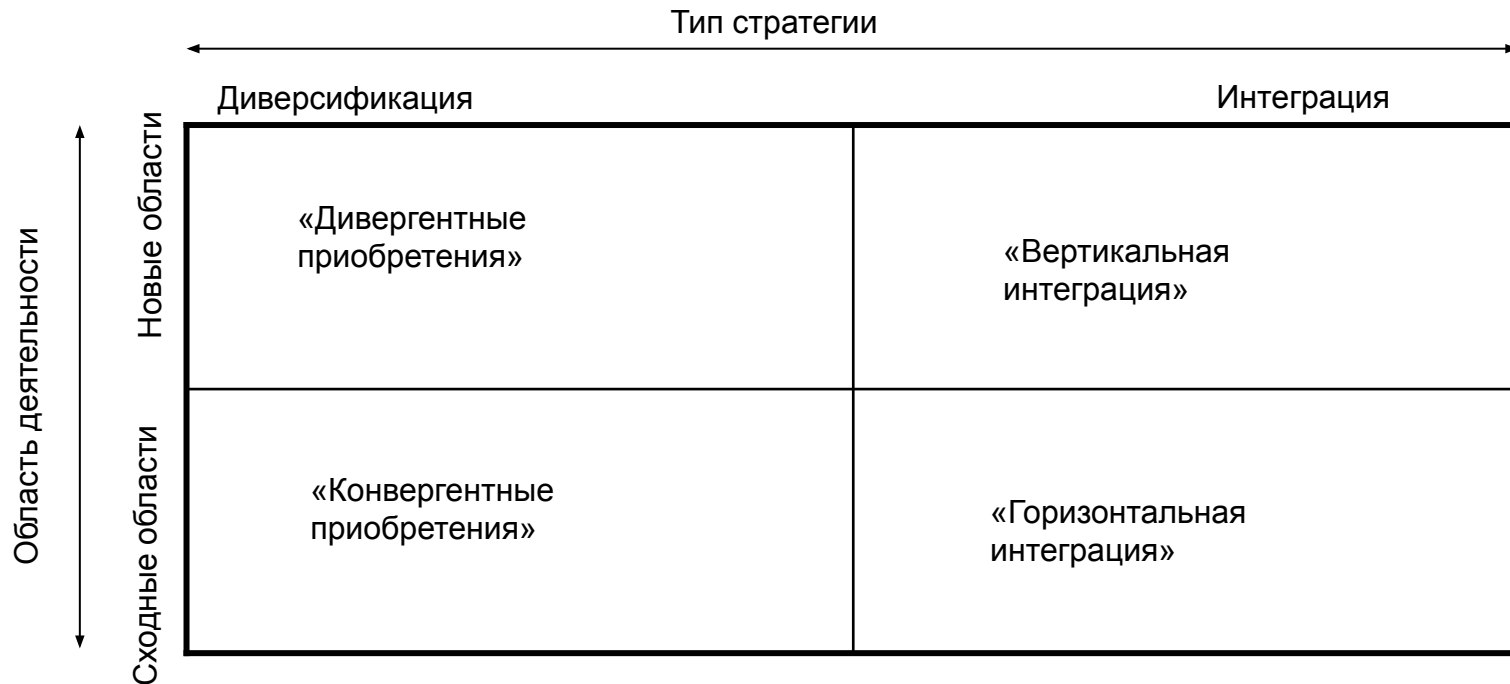 Тип стратегии
Диверсификация
Интеграция
Область деятельности
Новые области
«Дивергентные
приобретения»
«Вертикальная
интеграция»
Сходные области
«Конвергентные
приобретения»
«Горизонтальная
интеграция»